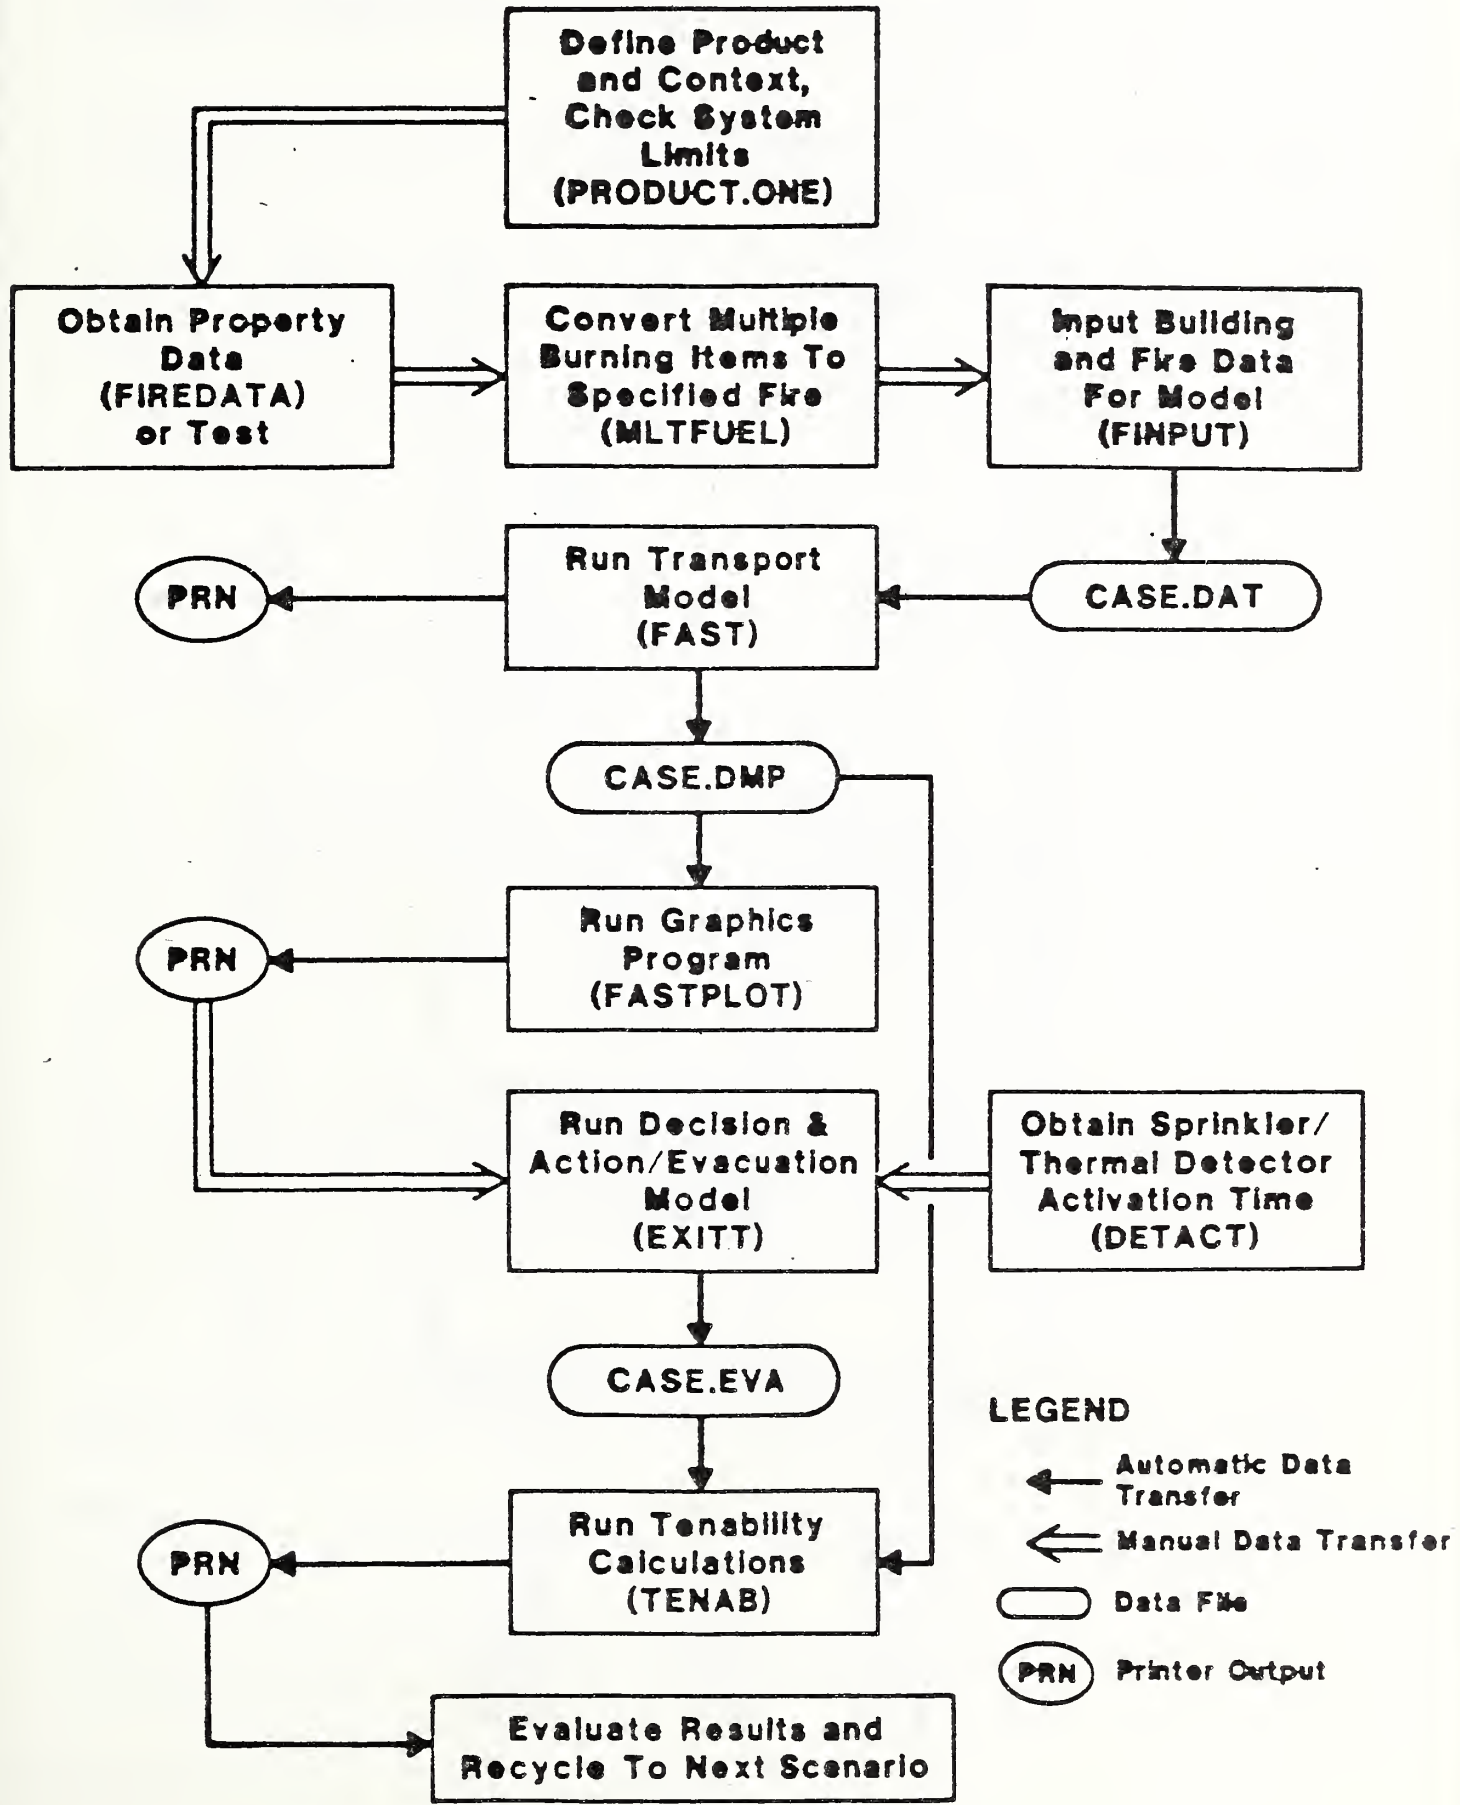 Define Product
and Context,
Check System
Limits
(PRODUCT.ONE)
Obtain Property
Data
(FIREDATA)
or Test
Convert Multiple
Burning Items To
Specified Fire
(MLTFUEL)
Input Building
and Fire Data
For Model
(FINPUT)
PRN
Run Transport
Model
(FAST)
CASE.DAT
CASE.DMP
PRN
Run Graphics
Program
(FASTPLOT)
Run Decision &
Action/Evacuation
Model
(EXITT)
Obtain Sprinkler/
Thermal Detector
Activation Time
(DETACT)
CASE.EVA
LEGEND
Automatic Data
Transfer
Manual Data Transfer
Data File
PRN Printer Output
PRN
Run Tenability
Calculations
(TENAB)
Evaluate Results and
Recycle To Next Scenario